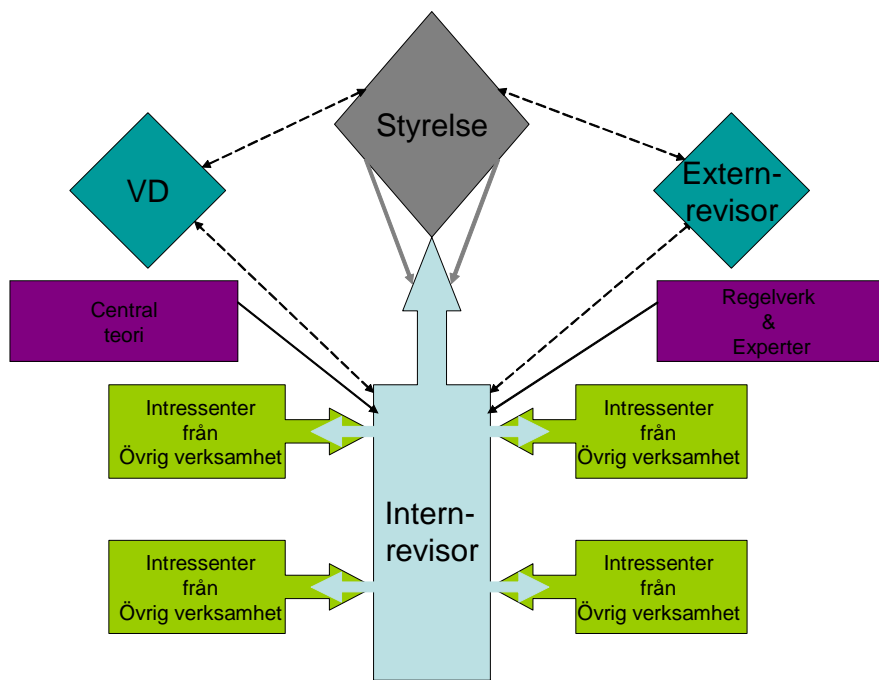 Styrelse
VD
Extern-
revisor
Central
teori
Regelverk
&
Experter
Intressenter
från
Övrig verksamhet
Intressenter
från
Övrig verksamhet
Intern-
revisor
Intressenter
från
Övrig verksamhet
Intressenter
från
Övrig verksamhet